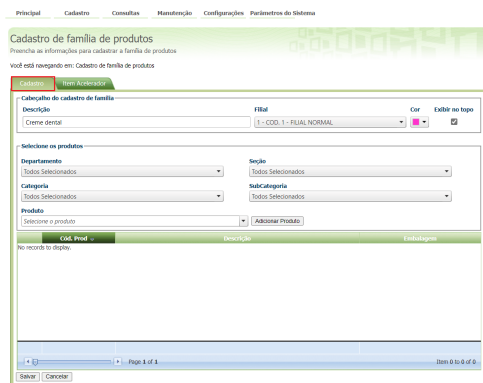 Principal Cadastro Consultas Manutenção Configurações Parâmetros do Sistema
Cadastro de família de produtos
Preencha as informações para cadastrar a família de produtos
Você está navegando em: Cadastro de família de produtos
Cadastro Item Acelerador
Cabeçalho do cadastro de família
Descrição Filial Cor Exibir no topo
Creme dental 1 - COD. 1 - FILIAL NORMAL
Selecione os produtos
Departamento Seção
Todos Selecionados Todos Selecionados
Categoria SubCategoria
Todos Selecionados Todos Selecionados
Produto
Selecione o produto Adicionar Produto
Cód. Prod Descrição Embalagem
No records to display.
Page 1 of 1 Item 0 to 0 of 0
Salvar Cancelar